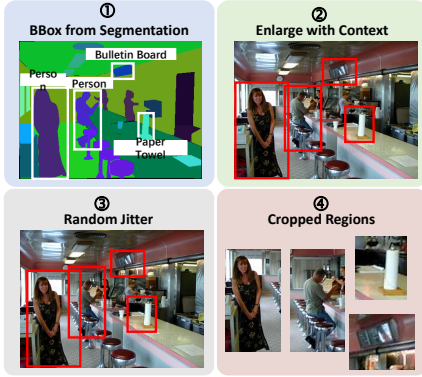 ①
BBox from Segmentation
Bulletin Board
Perso
n
Person
Paper
Towel
②
Enlarge with Context
③
Random Jitter
④
Cropped Regions